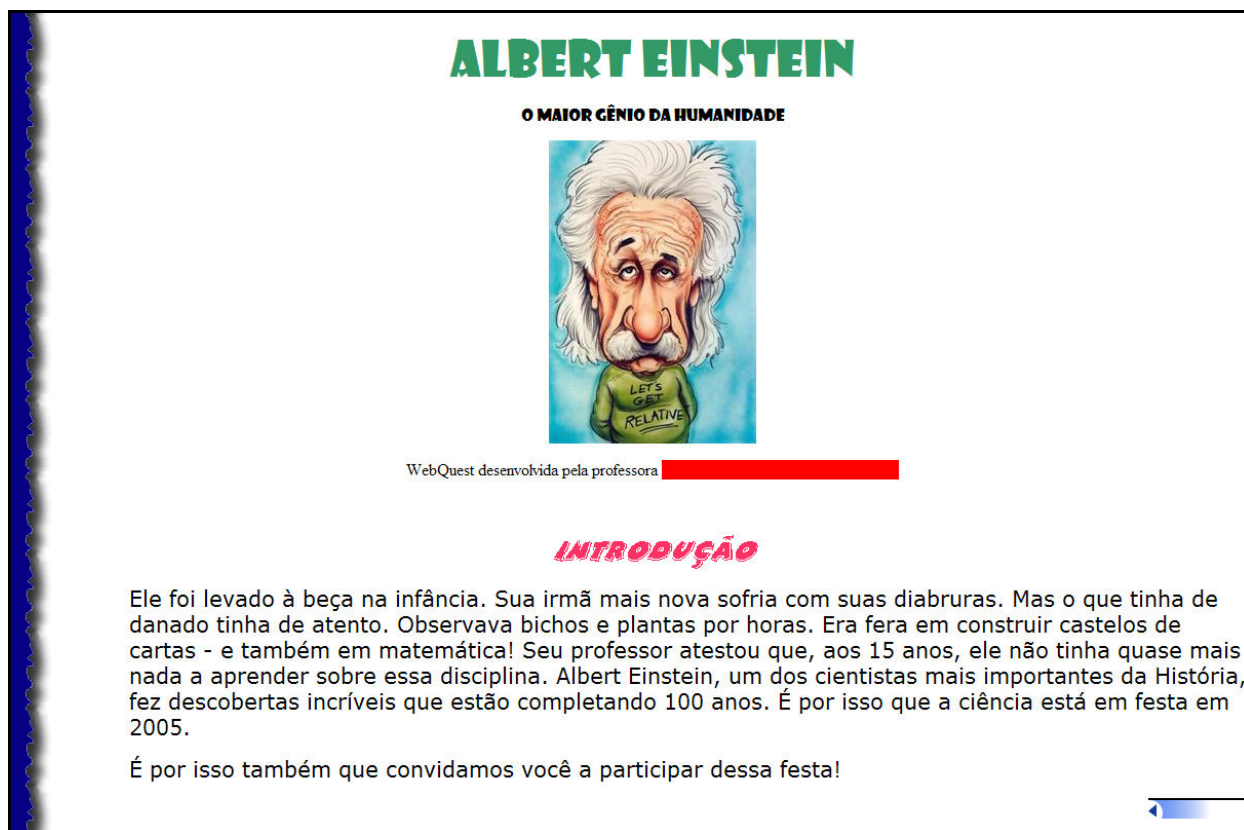 ALBERT EINSTEIN
O MAIOR GÊNIO DA HUMANIDADE
LET'S
GET
RELATIVE
WebQuest desenvolvida pela professora
INTRODUÇÃO
Ele foi levado à beça na infância. Sua irmã mais nova sofria com suas diabruras. Mas o que tinha de
danado tinha de atento. Observava bichos e plantas por horas. Era fera em construir castelos de
cartas - e também em matemática! Seu professor atestou que, aos 15 anos, ele não tinha quase mais
nada a aprender sobre essa disciplina. Albert Einstein, um dos cientistas mais importantes da História,
fez descobertas incríveis que estão completando 100 anos. É por isso que a ciência está em festa em
2005.
É por isso também que convidamos você a participar dessa festa!